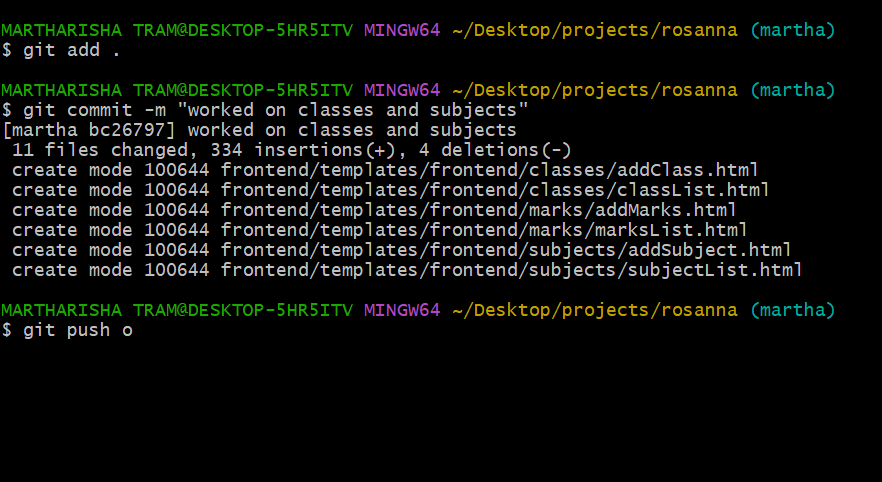 MARTHARISHA TRAM@DESKTOP-5HR5ITV MINGW64 ~/Desktop/projects/rosanna (martha)
$ git add .
MARTHARISHA TRAM@DESKTOP-5HR5ITV MINGW64 ~/Desktop/projects/rosanna (martha)
$ git commit -m "worked on classes and subjects"
[martha bc26797] worked on classes and subjects
 11 files changed, 334 insertions(+), 4 deletions(-)
 create mode 100644 frontend/templates/frontend/classes/addClass.html
 create mode 100644 frontend/templates/frontend/classes/classList.html
 create mode 100644 frontend/templates/frontend/marks/addMarks.html
 create mode 100644 frontend/templates/frontend/marks/marksList.html
 create mode 100644 frontend/templates/frontend/subjects/addSubject.html
 create mode 100644 frontend/templates/frontend/subjects/subjectList.html
MARTHARISHA TRAM@DESKTOP-5HR5ITV MINGW64 ~/Desktop/projects/rosanna (martha)
$ git push o